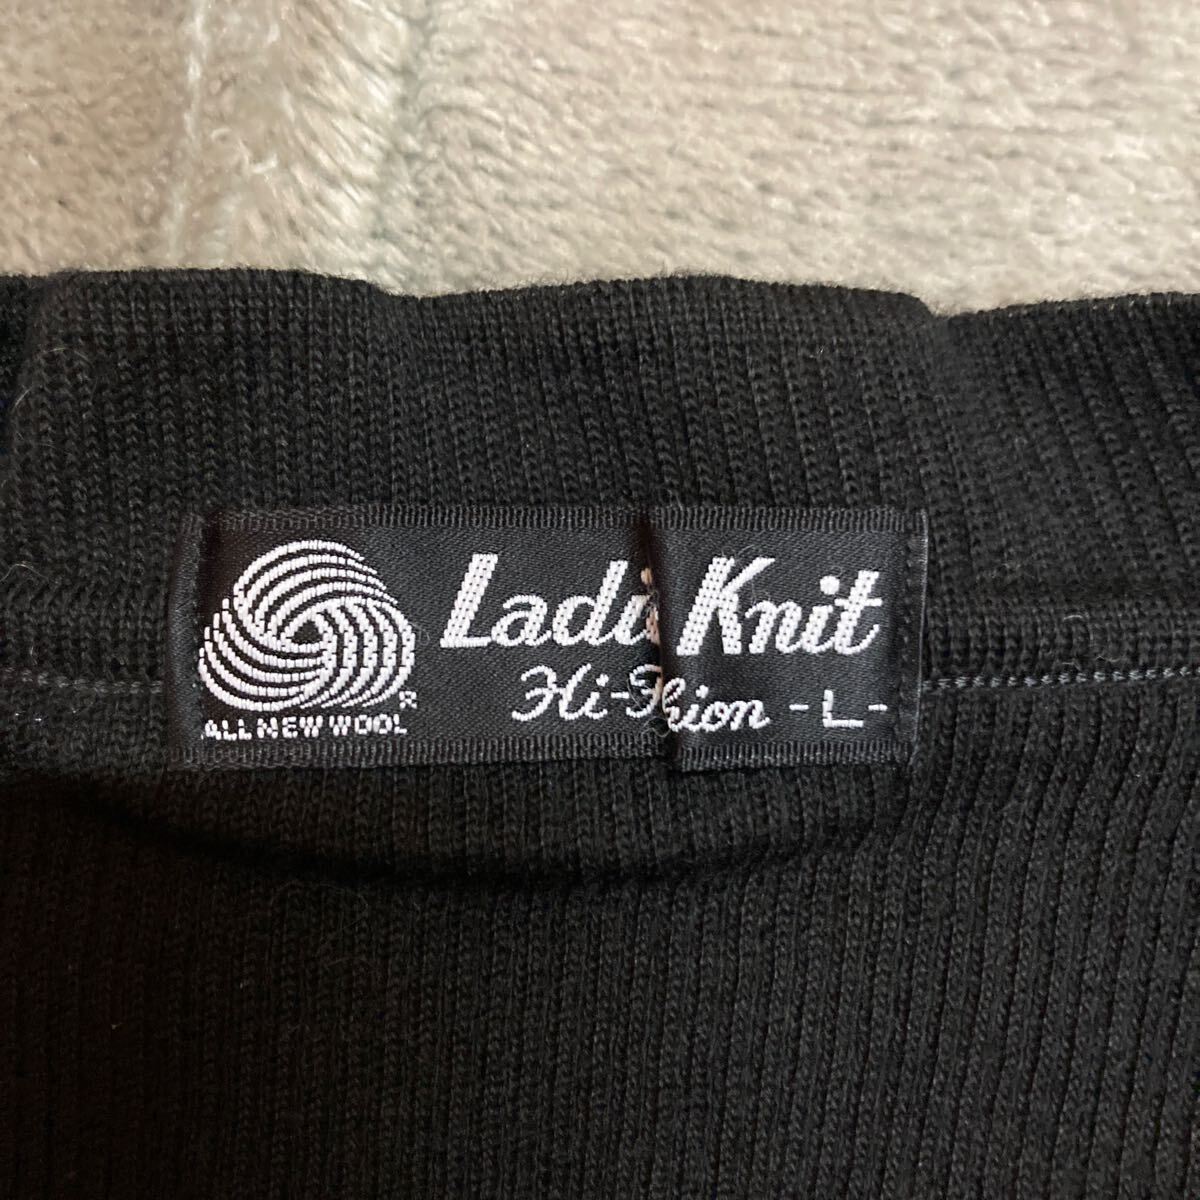 Ladi Knit
Hi- hion -L-
ALL NEW WOOL